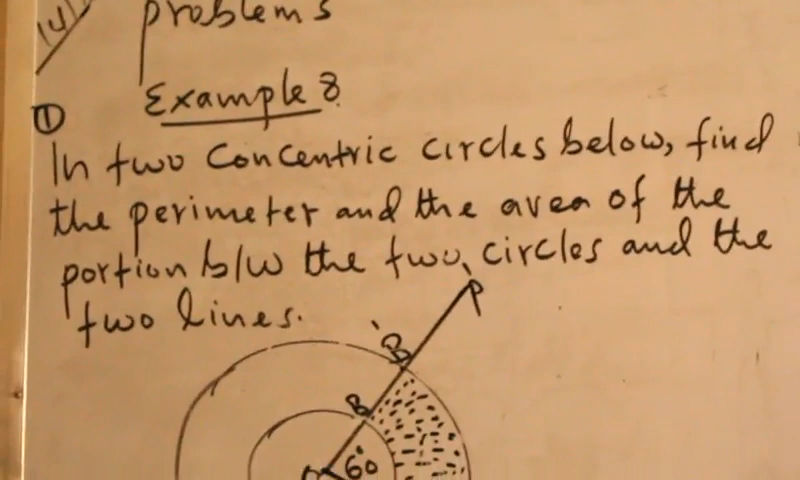 problems
Example 8
①
In two concentric circles below, find
the perimeter and the area of the
portion b/w the two circles and the
two lines.
P
B'
B
60°